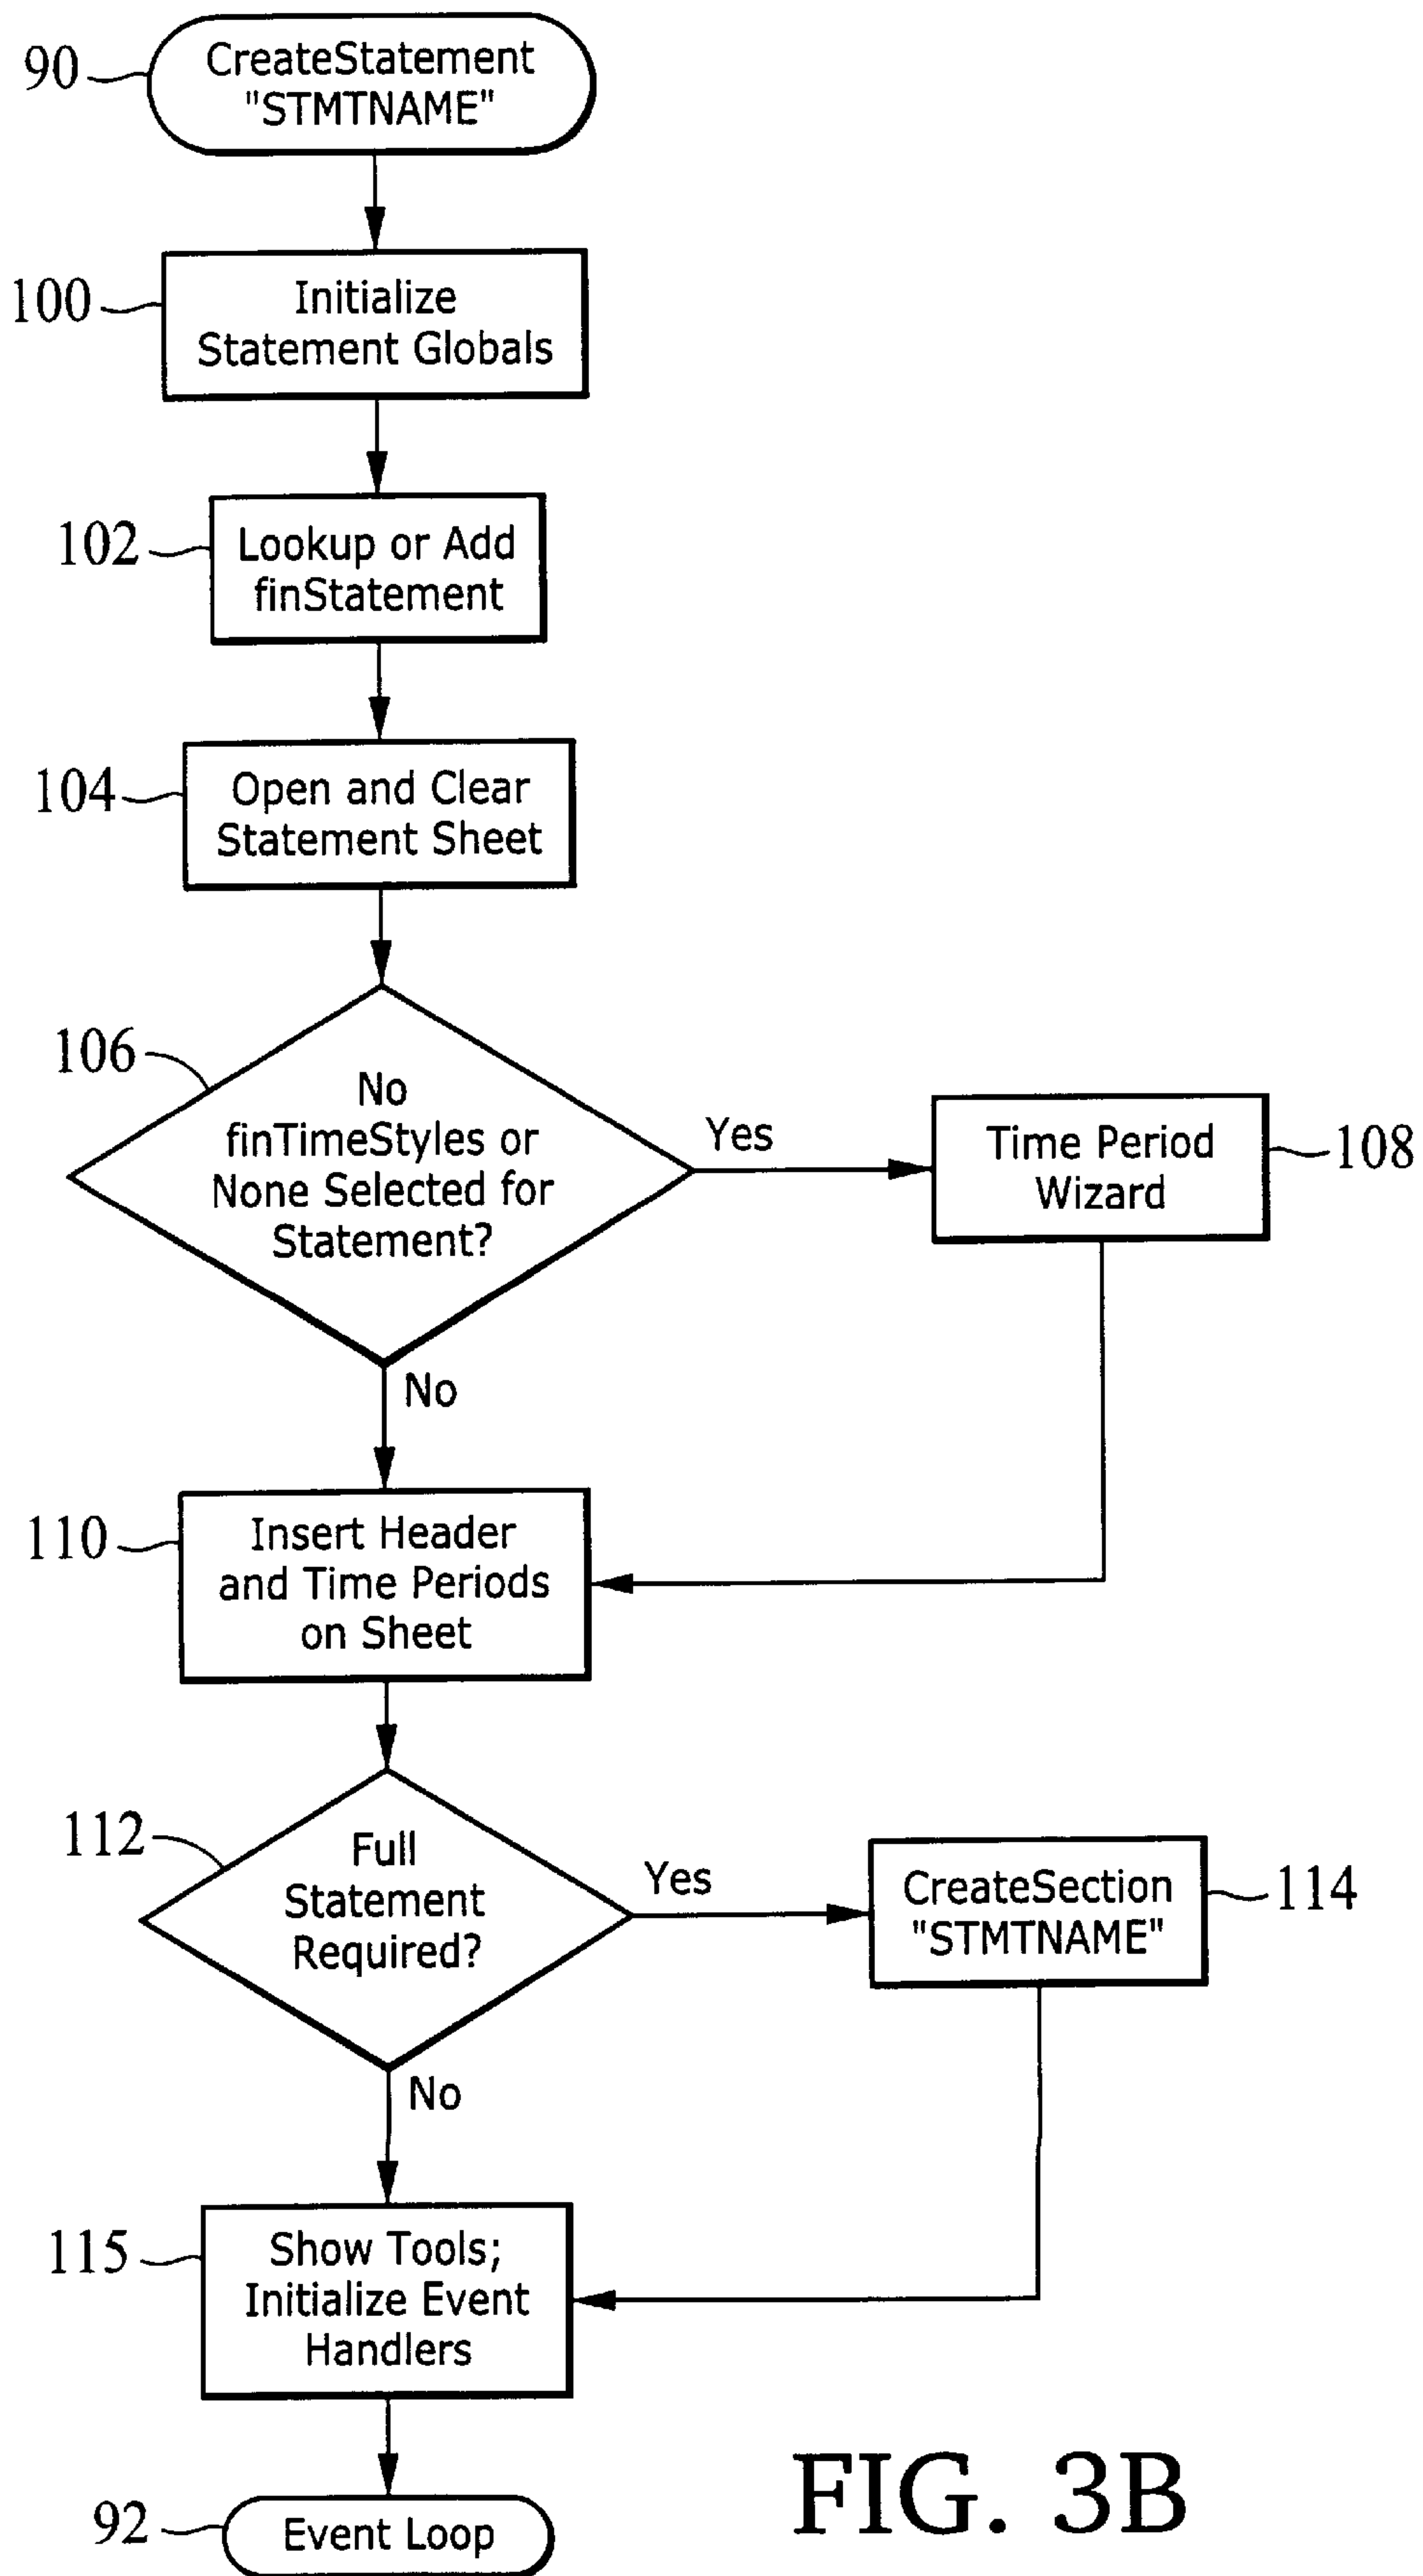 90
CreateStatement
"STMTNAME"
100
Initialize
Statement Globals
102
Lookup or Add
finStatement
104
Open and Clear
Statement Sheet
106
No
finTimeStyles or
None Selected for
Statement?
Yes
Time Period
Wizard
108
No
110
Insert Header
and Time Periods
on Sheet
112
Full
Statement
Required?
Yes
CreateSection
"STMTNAME"
114
No
115
Show Tools;
Initialize Event
Handlers
92
Event Loop
FIG. 3B